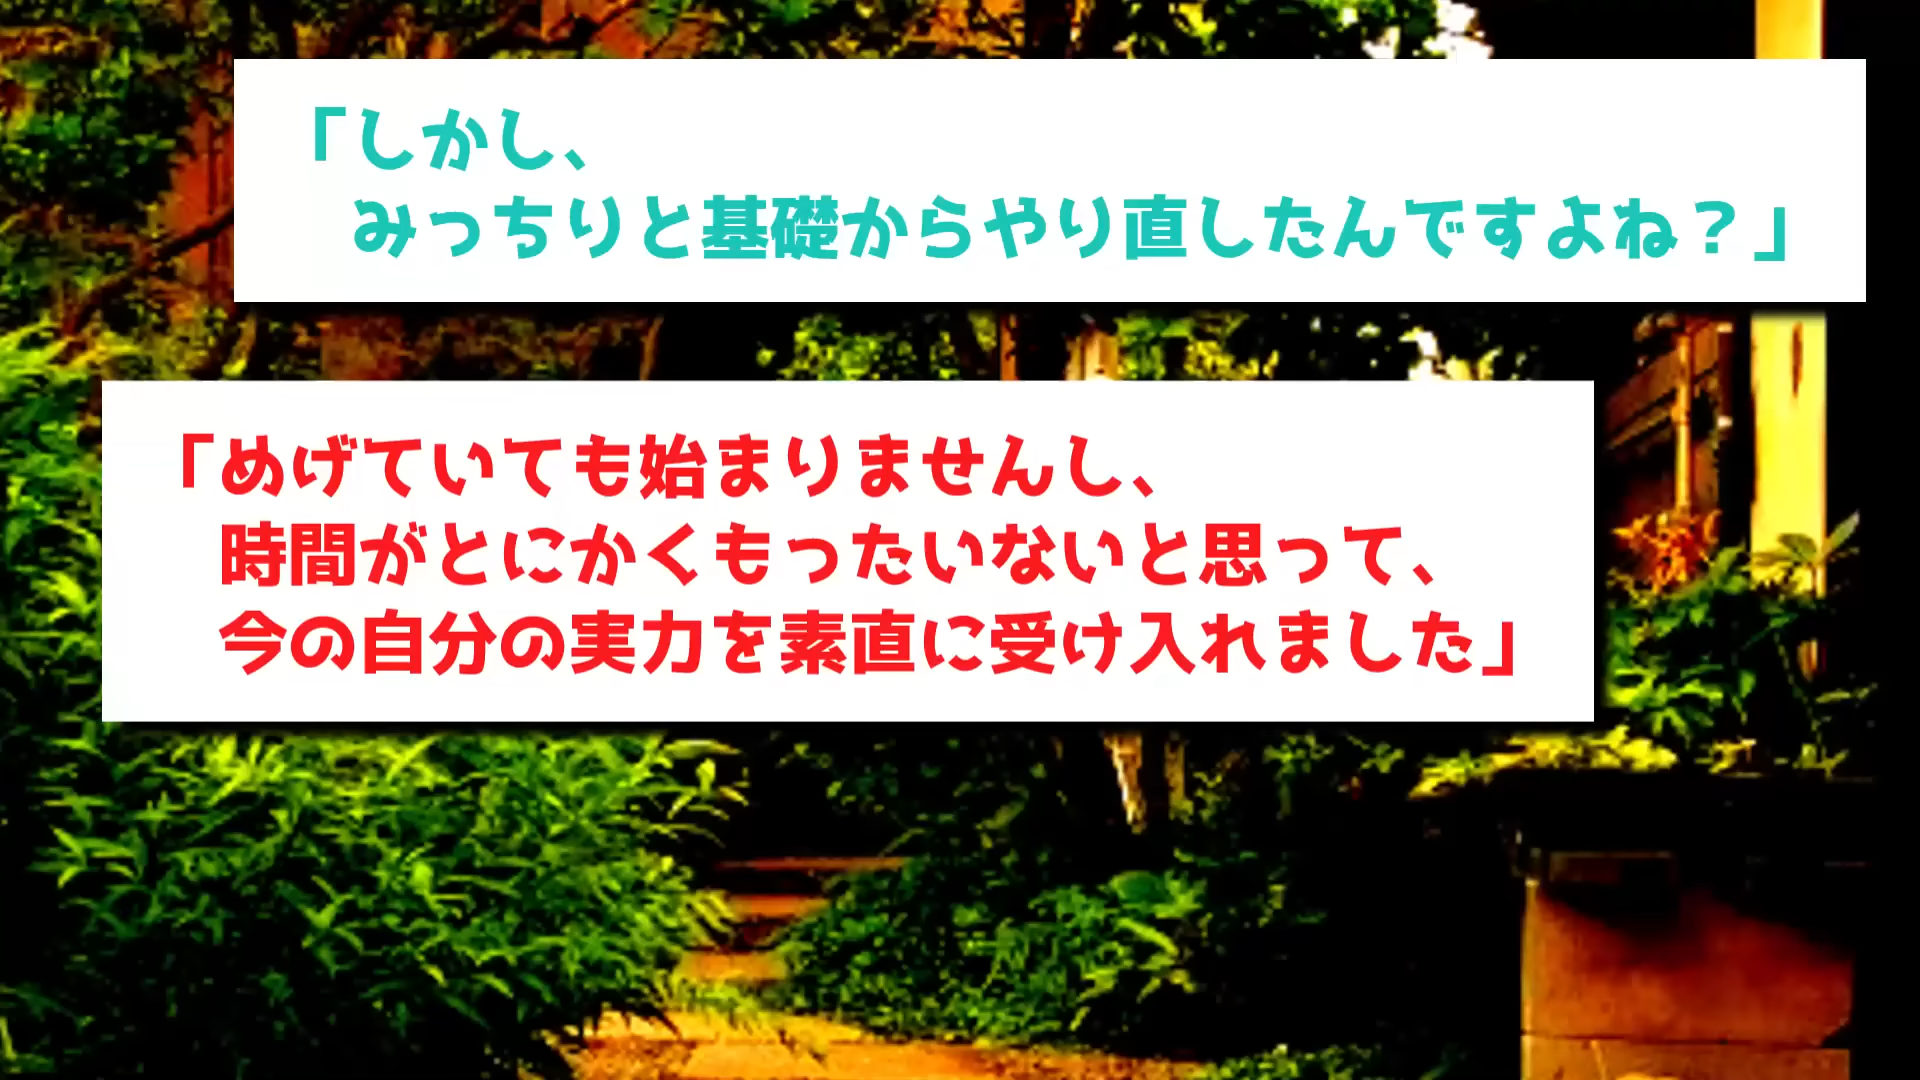 「しかし、
みっちりと基礎からやり直したんですよね？」
「めげていても始まりませんし、
時間がとにかくもったいないと思って、
今の自分の実力を素直に受け入れました」